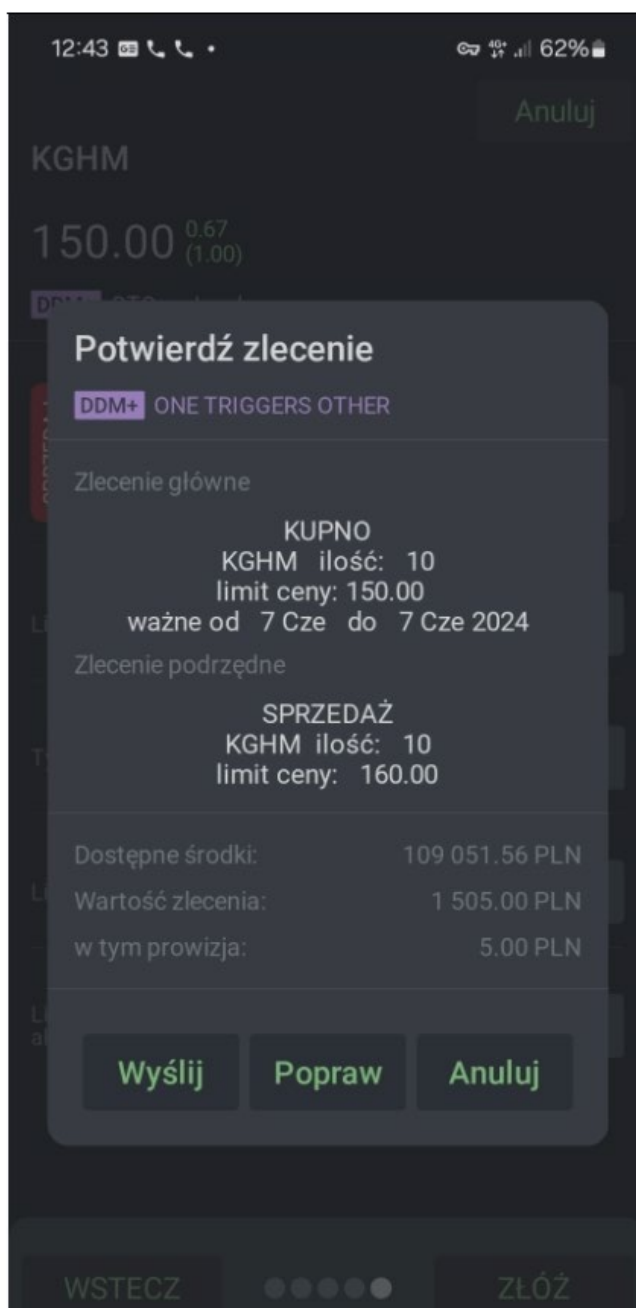 12:43
62%
Anuluj
KGHM
150.00 0.67
(1.00)
Potwierdź zlecenie
DDM+ ONE TRIGGERS OTHER
Zlecenie główne
KUPNO
KGHM ilość: 10
limit ceny: 150.00
ważne od 7 Cze do 7 Cze 2024
Zlecenie podrzędne
SPRZEDAŻ
KGHM ilość: 10
limit ceny: 160.00
Dostępne środki: 109 051.56 PLN
Wartość zlecenia: 1 505.00 PLN
w tym prowizja: 5.00 PLN
Wyślij Popraw Anuluj
WSTECZ ZŁÓŻ